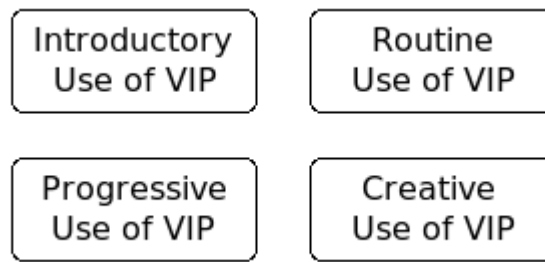 Introductory
Use of VIP
Routine
Use of VIP
Progressive
Use of VIP
Creative
Use of VIP